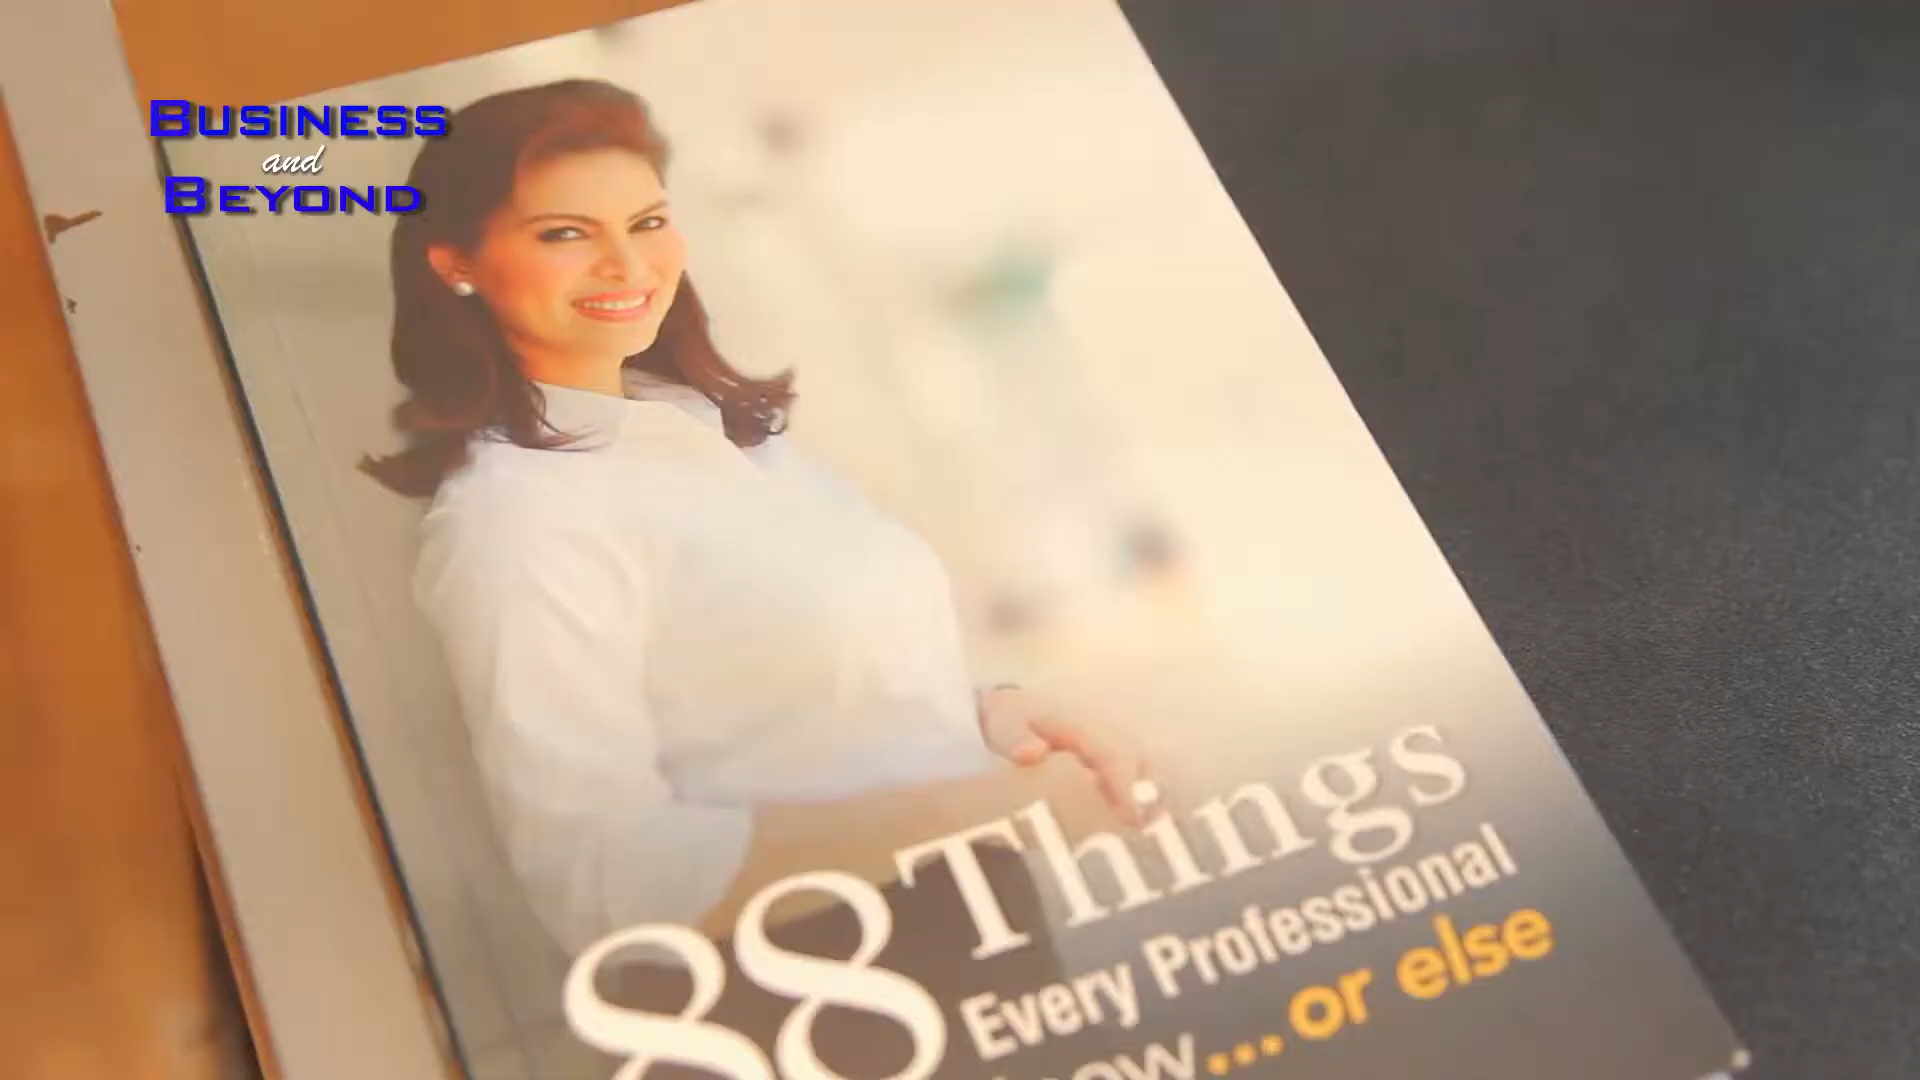 Business
and
Beyond
88 Things
Every Professional
...or else